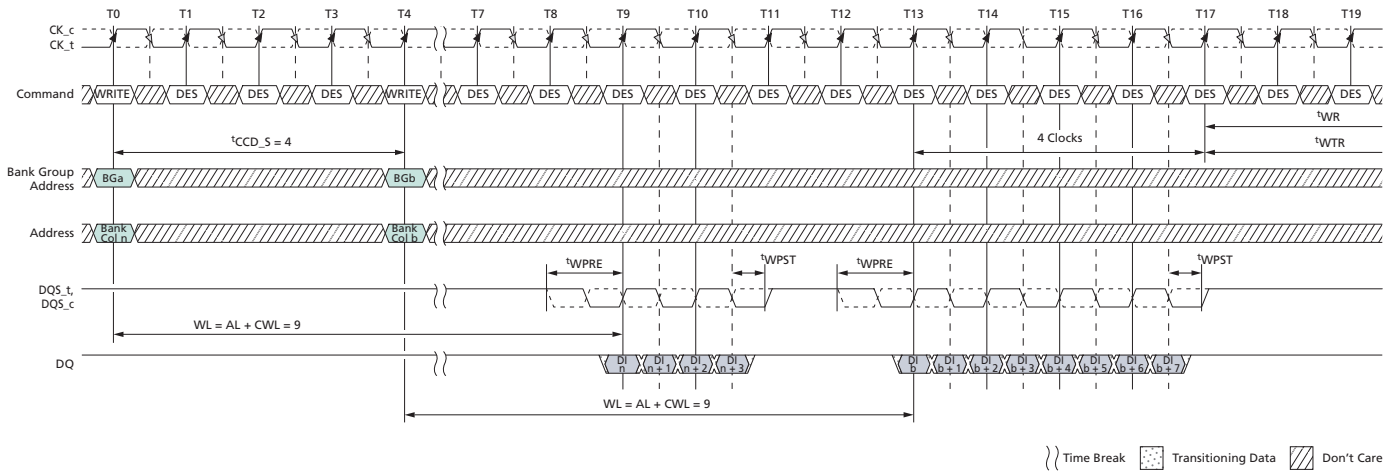 T0 T1 T2 T3 T4 T7 T8 T9 T10 T11 T12 T13 T14 T15 T16 T17 T18 T19
CK_c
CK_t
Command WRITE DES DES DES WRITE DES DES DES DES DES DES DES DES DES DES DES DES DES
tWR
tCCD_S = 4 4 Clocks tWTR
Bank Group
Address BGa BGb
Address Bank
Col n Bank
Col b
tWPRE tWPST tWPRE tWPST
DQS_t,
DQS_c
WL = AL + CWL = 9
DQ DI
n DI
n + 1 DI
n + 2 DI
n + 3 DI
b DI
b + 1 DI
b + 2 DI
b + 3 DI
b + 4 DI
b + 5 DI
b + 6 DI
b + 7
WL = AL + CWL = 9
Time Break Transitioning Data Don't Care